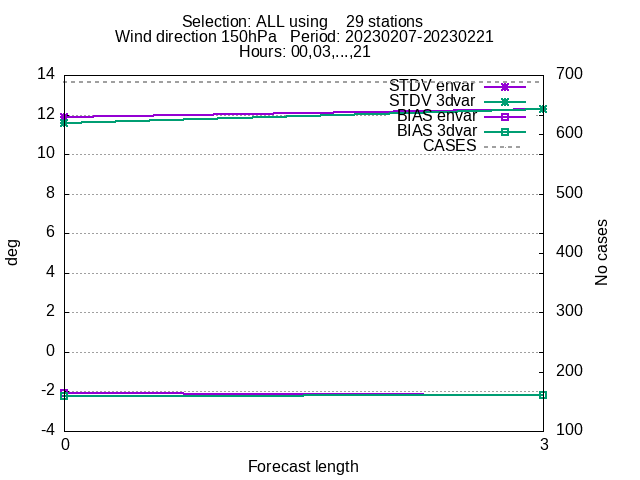 Selection: ALL using    29 stations
Wind direction 150hPa   Period: 20230207-20230221
Hours: 00,03,...,21
14
12
10
8
6
4
2
0
-2
-4
deg
700
600
500
400
300
200
100
No cases
STDV envar
STDV 3dvar
BIAS envar
BIAS 3dvar
CASES
0
3
Forecast length